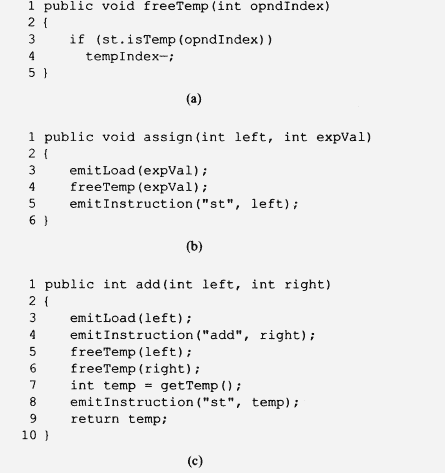 1 public void freeTemp(int opndIndex)
2 {
3 if (st.isTemp(opndIndex))
4 tempIndex—;
5 }
(a)
1 public void assign(int left, int expVal)
2 {
3 emitLoad(expVal);
4 freeTemp(expVal);
5 emitInstruction("st", left);
6 }
(b)
1 public int add(int left, int right)
2 {
3 emitLoad(left);
4 emitInstruction("add", right);
5 freeTemp(left);
6 freeTemp(right);
7 int temp = getTemp();
8 emitInstruction("st", temp);
9 return temp;
10 }
(c)